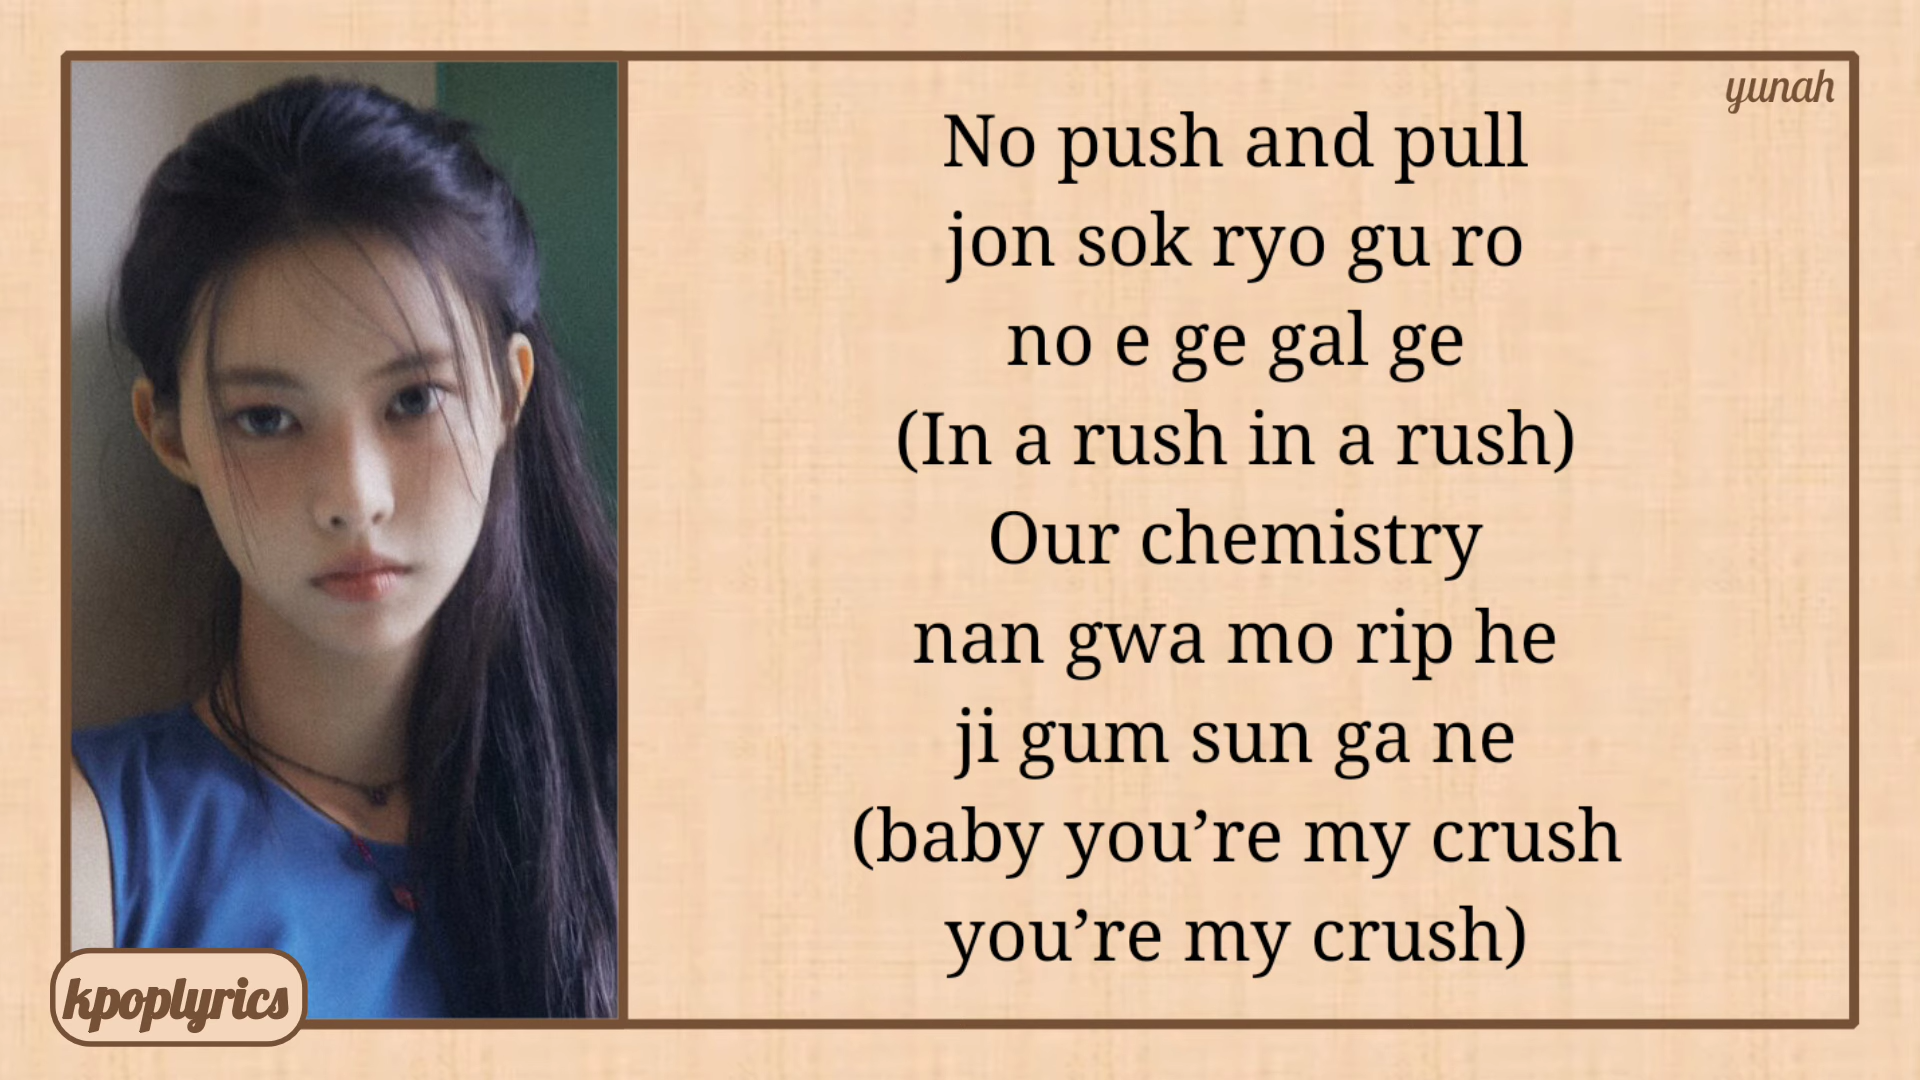 yunah
No push and pull
jon sok ryo gu ro
no e ge gal ge
(In a rush in a rush)
Our chemistry
nan gwa mo rip he
ji gum sun ga ne
(baby you’re my crush
you’re my crush)
kpoplyrics